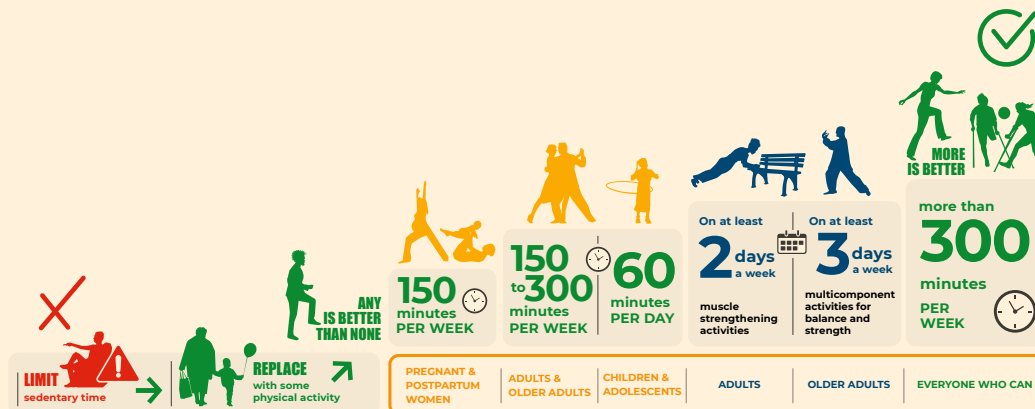 LIMIT
sedentary time
REPLACE
with some
physical activity
ANY
IS BETTER
THAN NONE
150
minutes
PER WEEK
PREGNANT &
POSTPARTUM
WOMEN
150
to 300
minutes
PER WEEK
ADULTS &
OLDER ADULTS
60
minutes
PER DAY
CHILDREN &
ADOLESCENTS
On at least
2 days
a week
muscle
strengthening
activities
ADULTS
On at least
3 days
a week
multicomponent
activities for
balance and
strength
OLDER ADULTS
MORE
IS BETTER
more than
300
minutes
PER
WEEK
EVERYONE WHO CAN